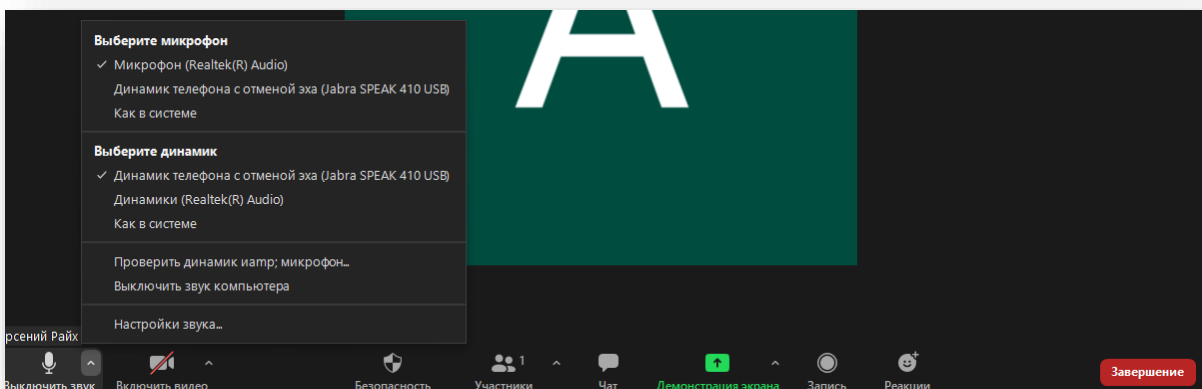 A
Выберите микрофон
Микрофон (Realtek(R) Audio)
Динамик телефона с отменой эха (Jabra SPEAK 410 USB)
Как в системе
Выберите динамик
Динамик телефона с отменой эха (Jabra SPEAK 410 USB)
Динамики (Realtek(R) Audio)
Как в системе
Проверить динамик иamp; микрофон...
Выключить звук компьютера
Настройки звука...
рсений Райх
1
Выключить звук
Включить видео
Безопасность
Участники
Чат
Демонстрация экрана
Запись
Реакции
Завершение